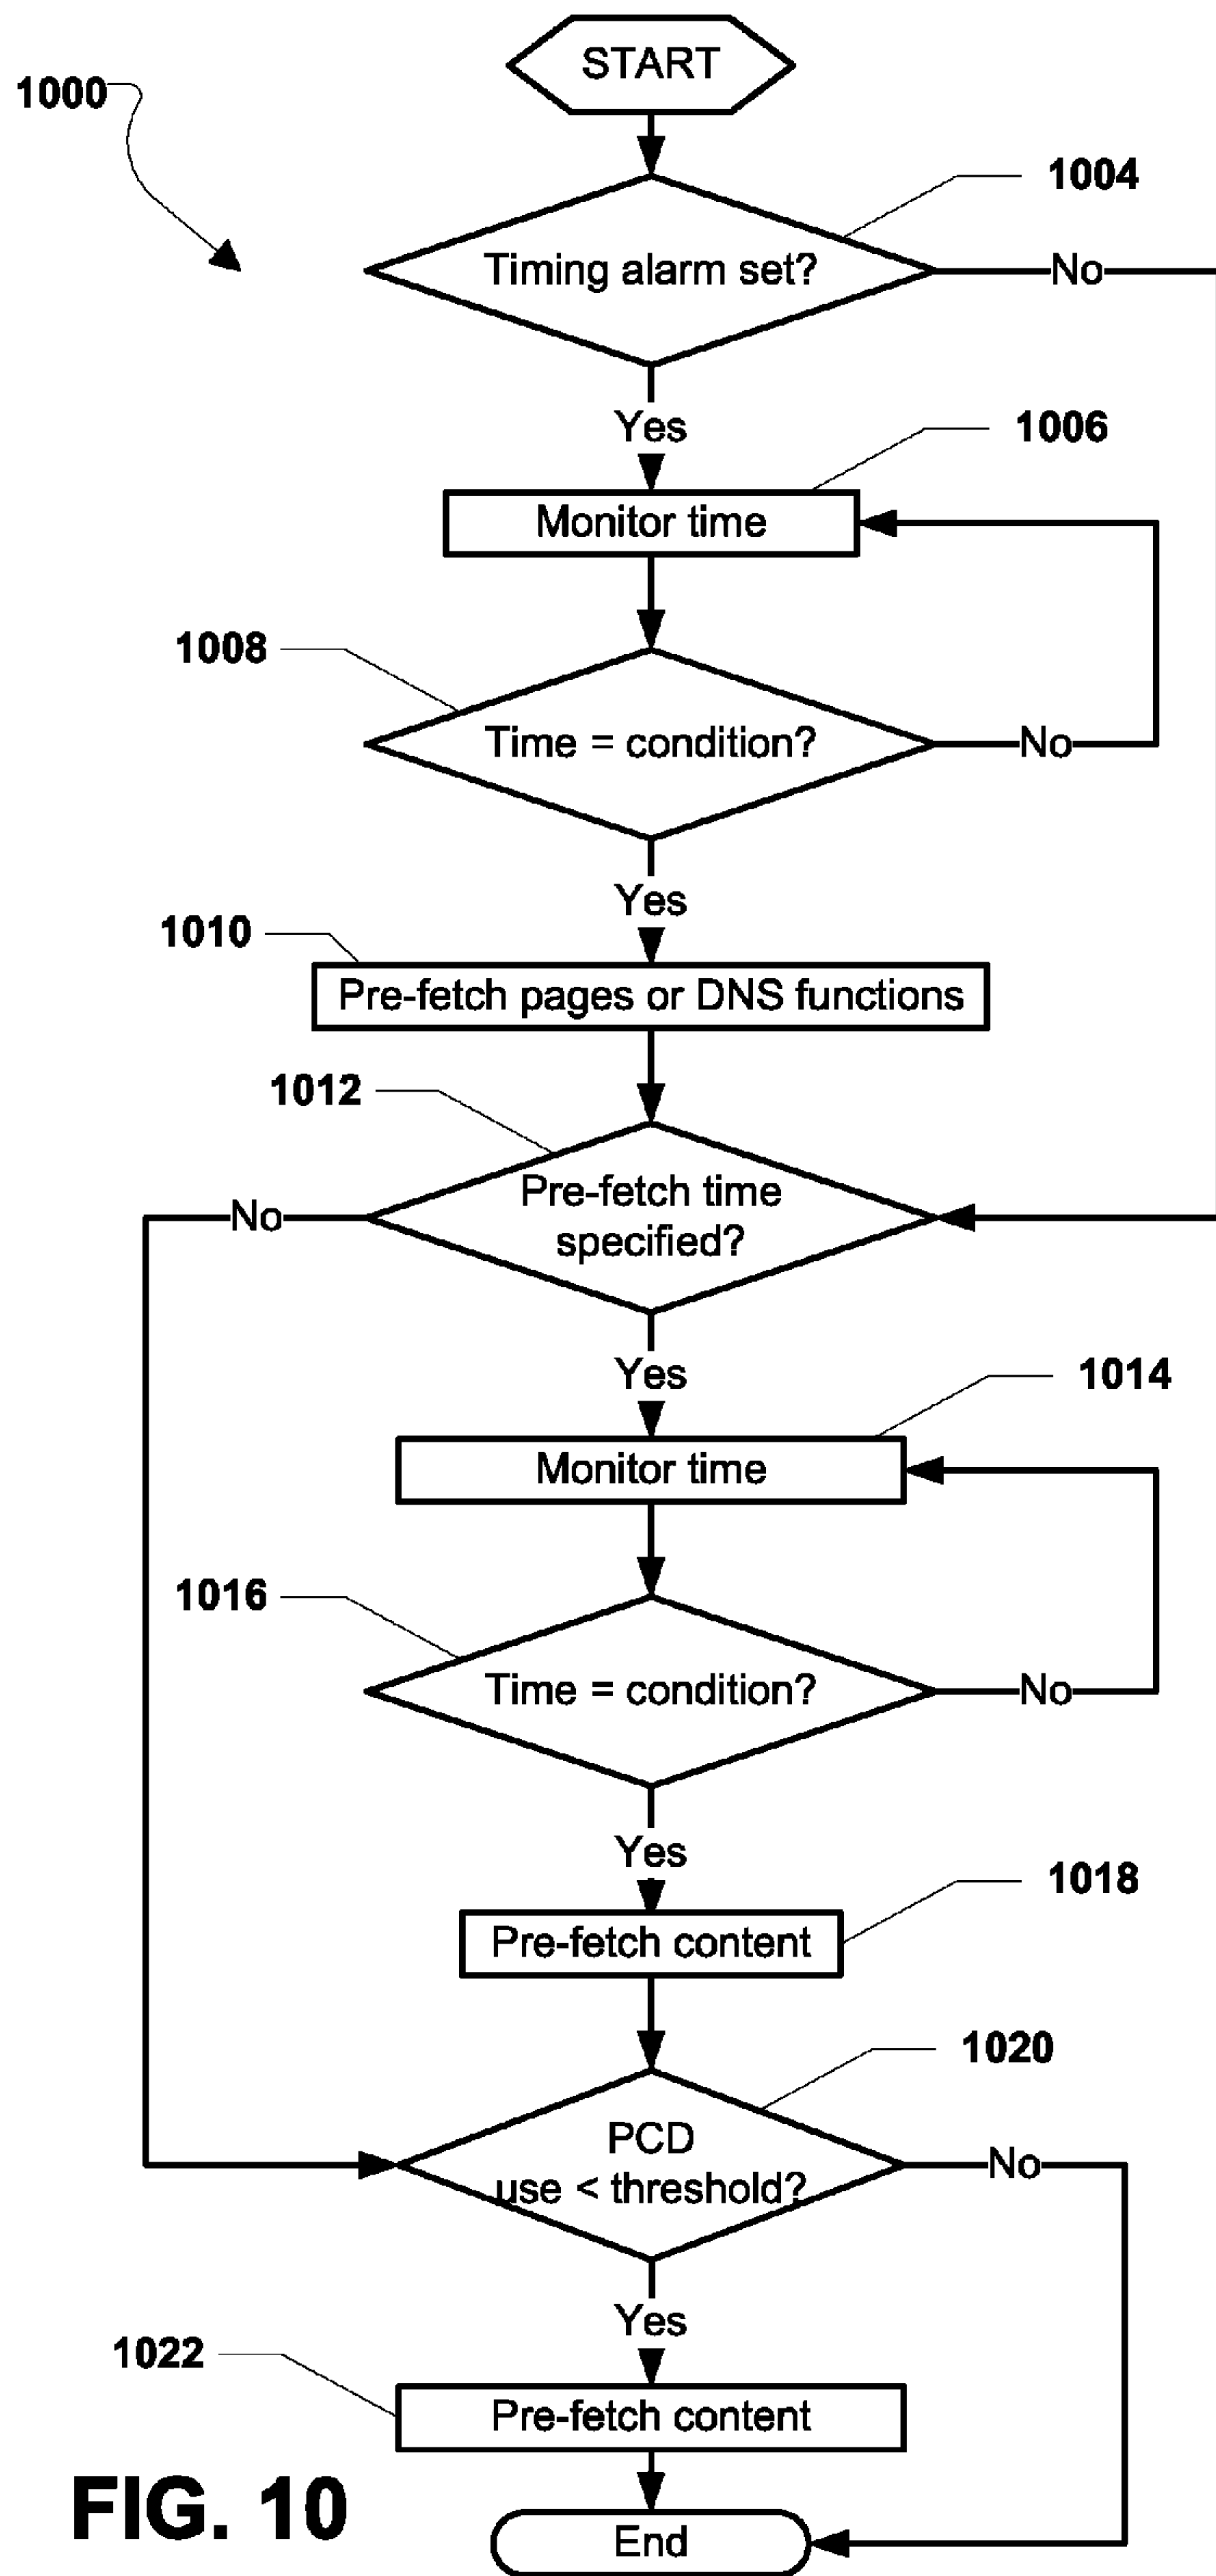 START
1000
1004
Timing alarm set?
No
Yes
1006
Monitor time
1008
Time = condition?
No
Yes
1010
Pre-fetch pages or DNS functions
1012
Pre-fetch time
specified?
No
Yes
1014
Monitor time
1016
Time = condition?
No
Yes
1018
Pre-fetch content
1020
PCD
use < threshold?
No
Yes
1022
Pre-fetch content
FIG. 10
End